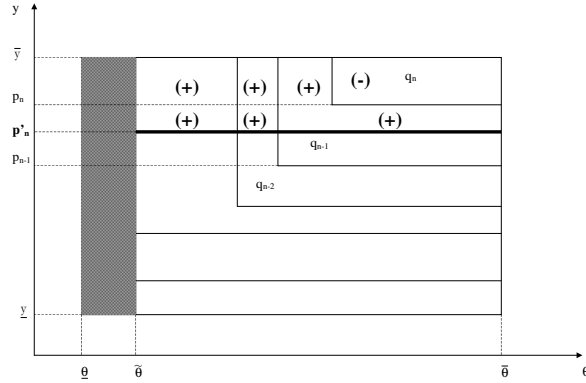 y
y̅
(+) (+) (+) (-) qₙ
pₙ
(+) (+) (+)
p'ₙ
qₙ₋₁
pₙ₋₁
qₙ₋₂
y̲
θ̲ θ̃ θ̅ θ